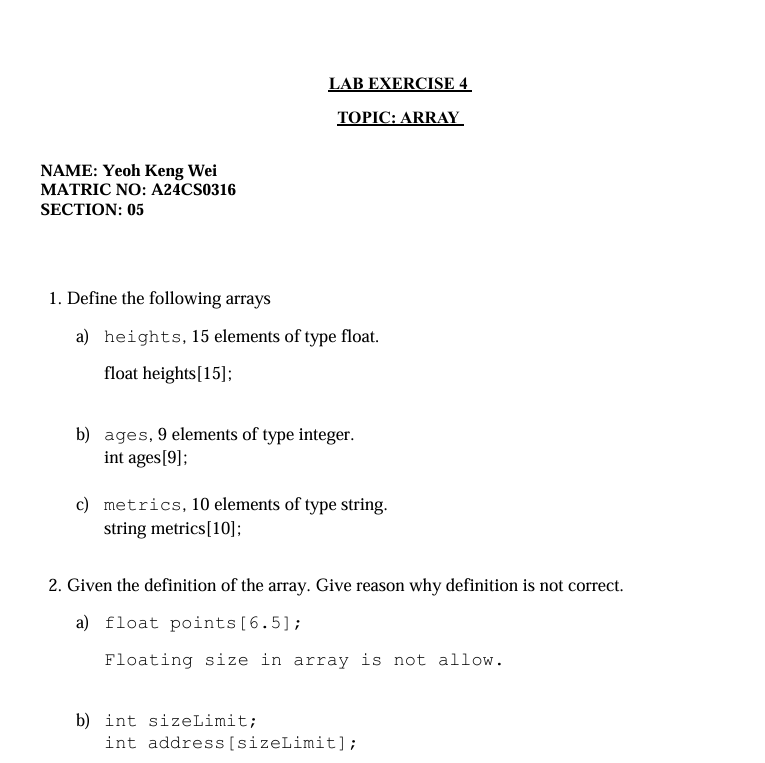 LAB EXERCISE 4
TOPIC: ARRAY
NAME: Yeoh Keng Wei
MATRIC NO: A24CS0316
SECTION: 05
1. Define the following arrays
a) heights, 15 elements of type float.
float heights[15];
b) ages, 9 elements of type integer.
int ages[9];
c) metrics, 10 elements of type string.
string metrics[10];
2. Given the definition of the array. Give reason why definition is not correct.
a) float points[6.5];
Floating size in array is not allow.
b) int sizeLimit;
int address[sizeLimit];